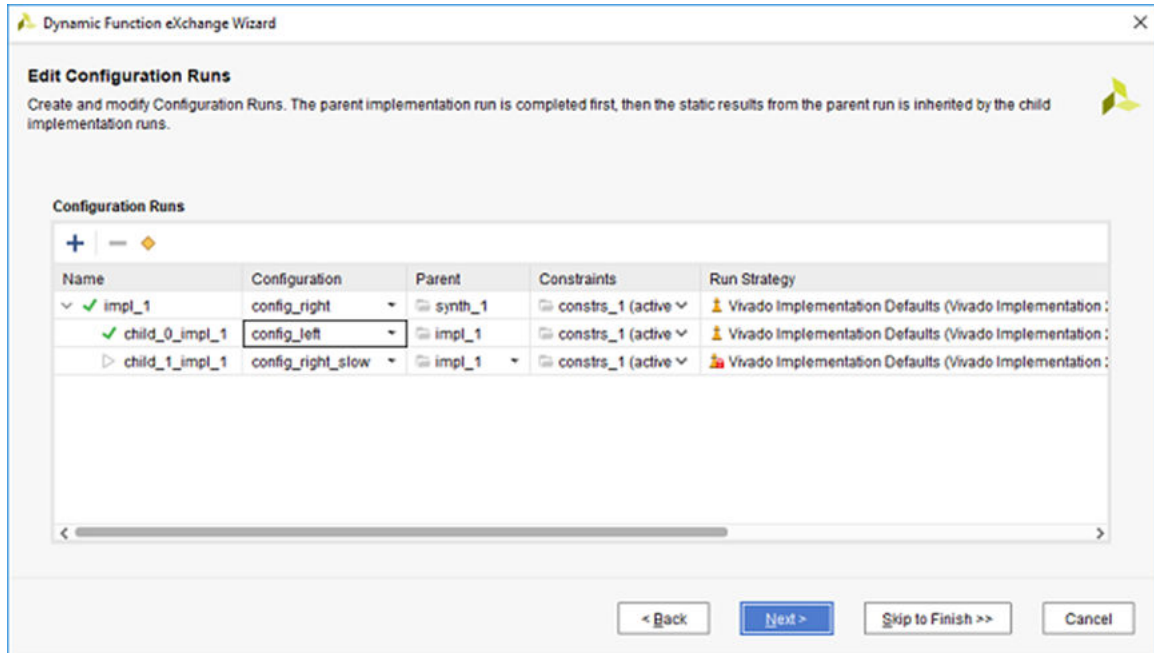 Dynamic Function eXchange Wizard
Edit Configuration Runs
Create and modify Configuration Runs. The parent implementation run is completed first, then the static results from the parent run is inherited by the child
implementation runs.
Configuration Runs
Name Configuration Parent Constraints Run Strategy
impl_1 config_right synth_1 constrs_1 (active Vivado Implementation Defaults (Vivado Implementation
child_0_impl_1 config_left impl_1 constrs_1 (active Vivado Implementation Defaults (Vivado Implementation
child_1_impl_1 config_right_slow impl_1 constrs_1 (active Vivado Implementation Defaults (Vivado Implementation
< Back Next > Skip to Finish >> Cancel